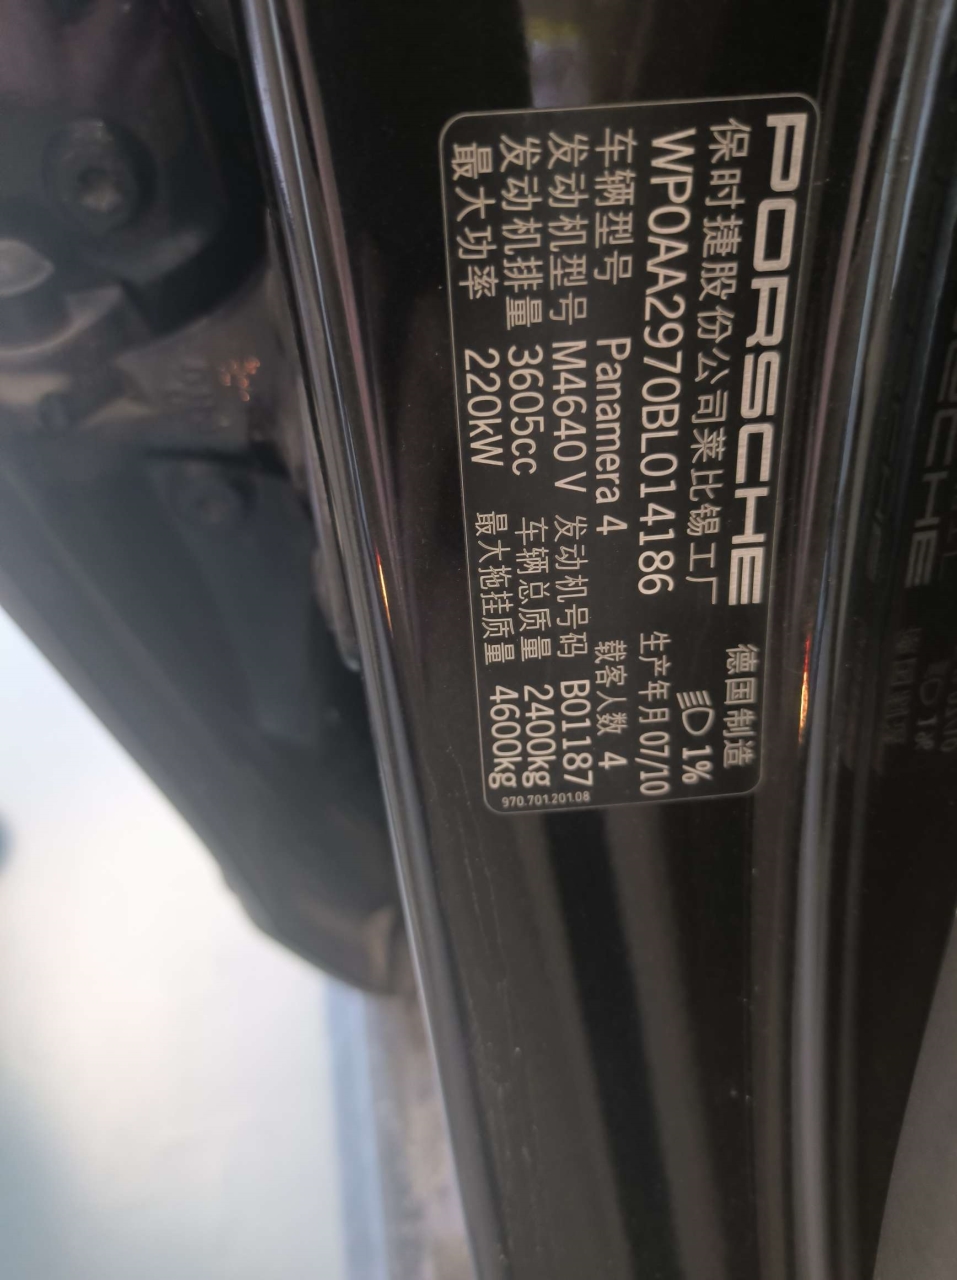 PORSCHE 德国制造
保时捷股份公司莱比锡工厂 1%
WP0AA2970BL014186 生产年月 07/10
车辆型号 Panamera 4 载客人数 4
发动机型号 M4640 V 发动机号码 B01187
发动机排量 3605cc 车辆总质量 2400kg
最大功率 220kW 最大拖挂质量 4600kg
970.701.201.08